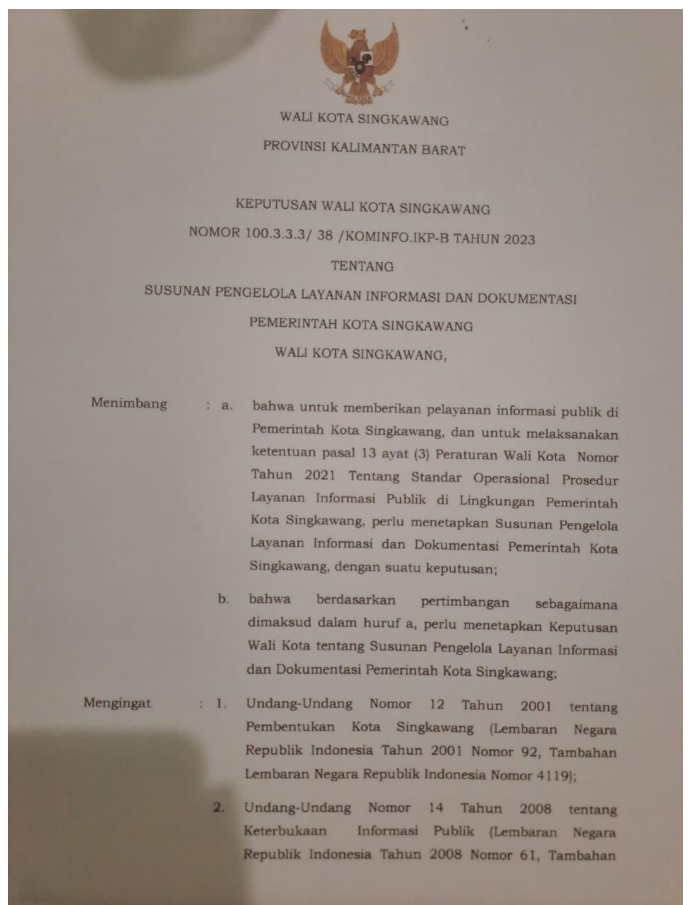 WALI KOTA SINGKAWANG
PROVINSI KALIMANTAN BARAT
KEPUTUSAN WALI KOTA SINGKAWANG
NOMOR 100.3.3.3/ 38 /KOMINFO.IKP-B TAHUN 2023
TENTANG
SUSUNAN PENGELOLA LAYANAN INFORMASI DAN DOKUMENTASI
PEMERINTAH KOTA SINGKAWANG
WALI KOTA SINGKAWANG,
Menimbang : a. bahwa untuk memberikan pelayanan informasi publik di
Pemerintah Kota Singkawang, dan untuk melaksanakan
ketentuan pasal 13 ayat (3) Peraturan Wali Kota Nomor
Tahun 2021 Tentang Standar Operasional Prosedur
Layanan Informasi Publik di Lingkungan Pemerintah
Kota Singkawang, perlu menetapkan Susunan Pengelola
Layanan Informasi dan Dokumentasi Pemerintah Kota
Singkawang, dengan suatu keputusan;
b. bahwa berdasarkan pertimbangan sebagaimana
dimaksud dalam huruf a, perlu menetapkan Keputusan
Wali Kota tentang Susunan Pengelola Layanan Informasi
dan Dokumentasi Pemerintah Kota Singkawang;
Mengingat : 1. Undang-Undang Nomor 12 Tahun 2001 tentang
Pembentukan Kota Singkawang (Lembaran Negara
Republik Indonesia Tahun 2001 Nomor 92, Tambahan
Lembaran Negara Republik Indonesia Nomor 4119);
2. Undang-Undang Nomor 14 Tahun 2008 tentang
Keterbukaan Informasi Publik (Lembaran Negara
Republik Indonesia Tahun 2008 Nomor 61, Tambahan